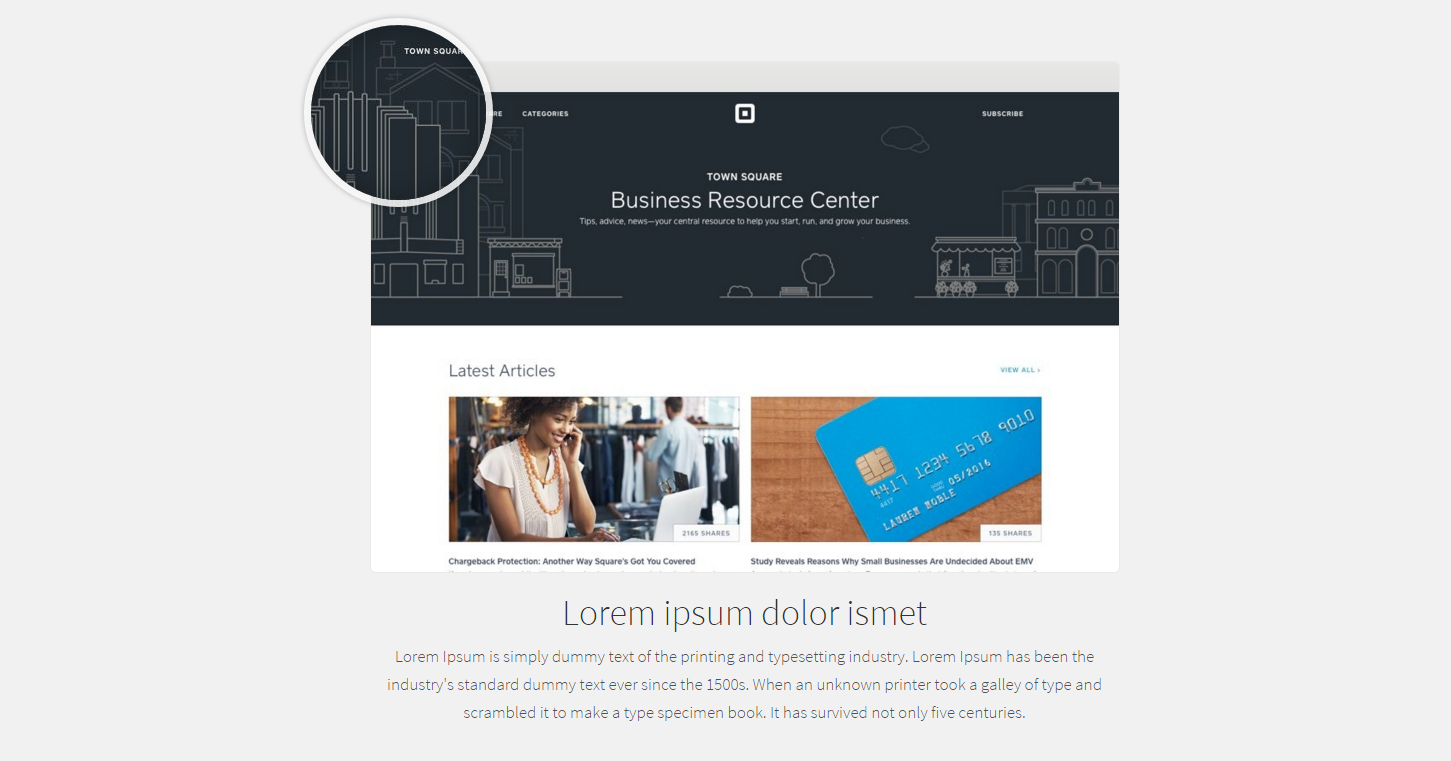 TOWN SQUAR
RE CATEGORIES SUBSCRIBE
TOWN SQUARE
Business Resource Center
Tips, advice, news—your central resource to help you start, run, and grow your business.
Latest Articles VIEW ALL ›
4417 1234 5678 9010
4417 05/2016
LAUREN NOBLE
2165 SHARES 135 SHARES
Chargeback Protection: Another Way Square's Got You Covered
Study Reveals Reasons Why Small Businesses Are Undecided About EMV
Lorem ipsum dolor ismet
Lorem Ipsum is simply dummy text of the printing and typesetting industry. Lorem Ipsum has been the
industry's standard dummy text ever since the 1500s. When an unknown printer took a galley of type and
scrambled it to make a type specimen book. It has survived not only five centuries.